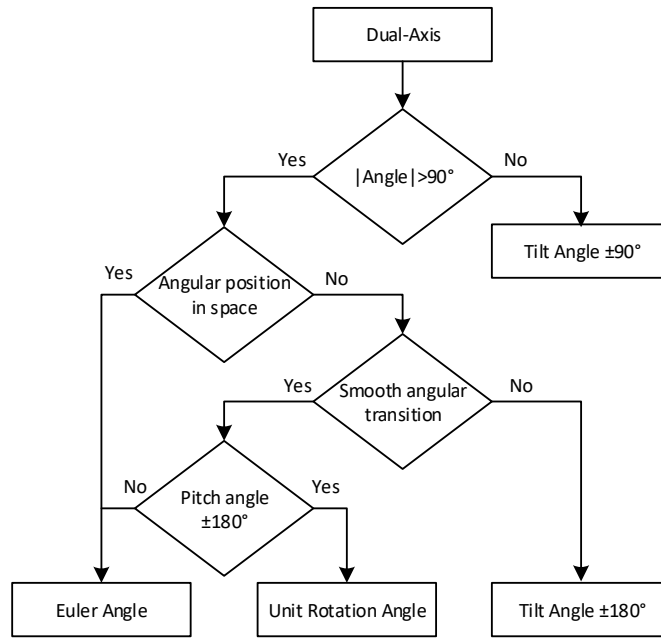 Dual-Axis
Yes
|Angle|>90°
No
Tilt Angle ±90°
Yes
Angular position
in space
No
Yes
Smooth angular
transition
No
No
Pitch angle
±180°
Yes
Euler Angle
Unit Rotation Angle
Tilt Angle ±180°